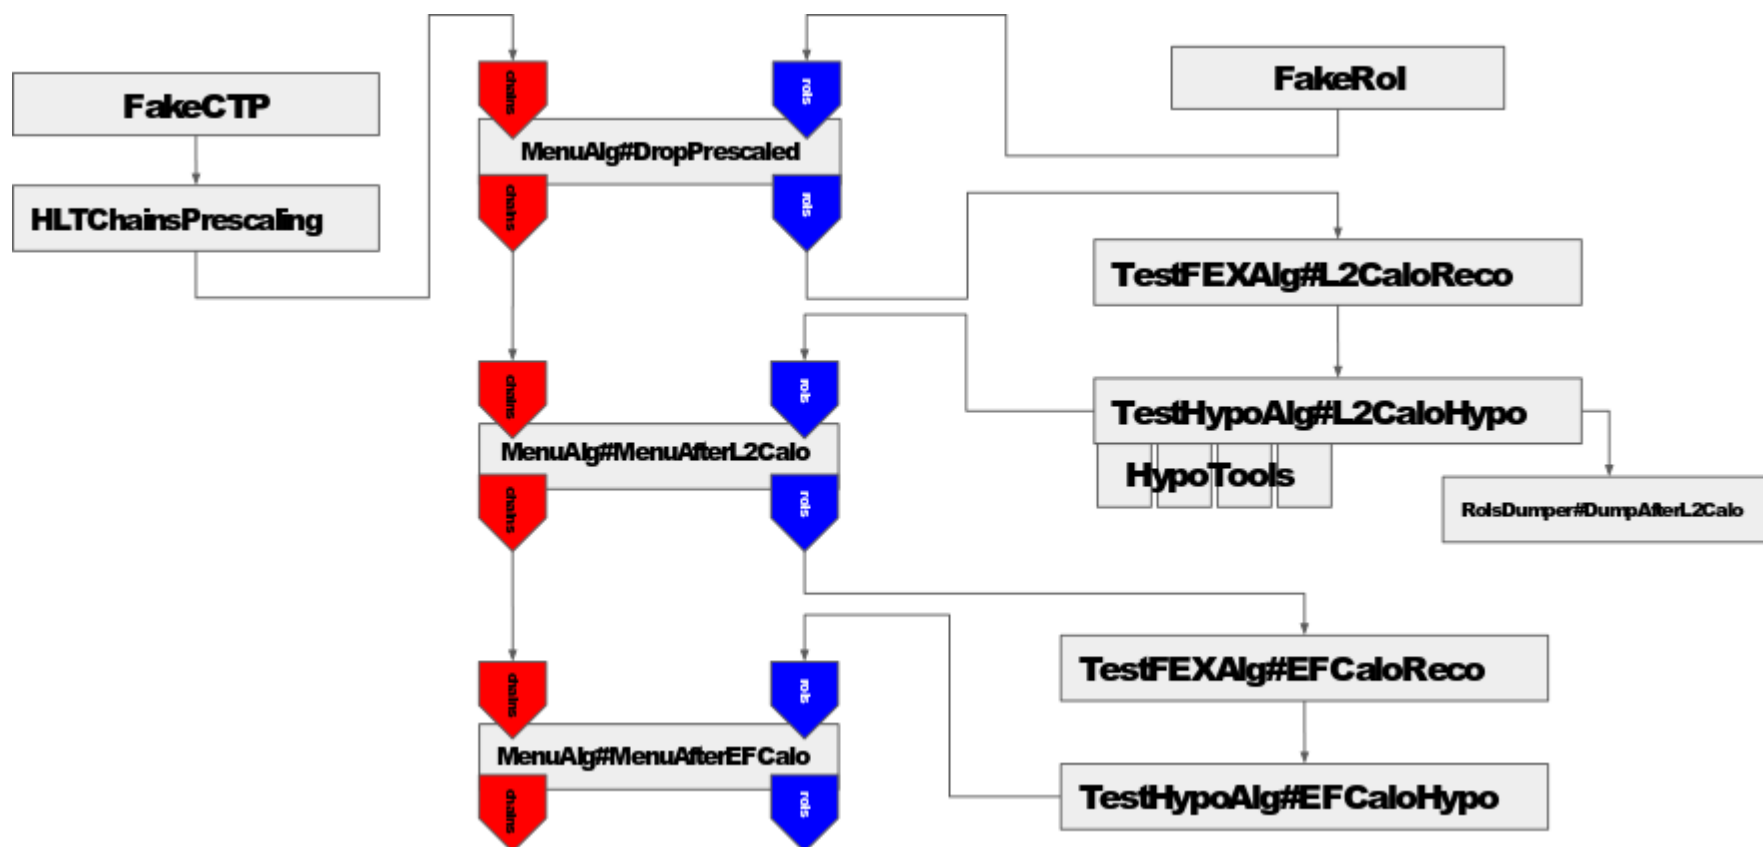 FakeCTP
HLTChainsPrescaling
chains
rois
FakeRoI
MenuAlg#DropPrescaled
chains
rois
TestFEXAlg#L2CaloReco
chains
rois
TestHypoAlg#L2CaloHypo
MenuAlg#MenuAfterL2Calo
HypoTools
chains
rois
RoIsDumper#DumpAfterL2Calo
TestFEXAlg#EFCaloReco
chains
rois
MenuAlg#MenuAfterEFCalo
TestHypoAlg#EFCaloHypo
chains
rois